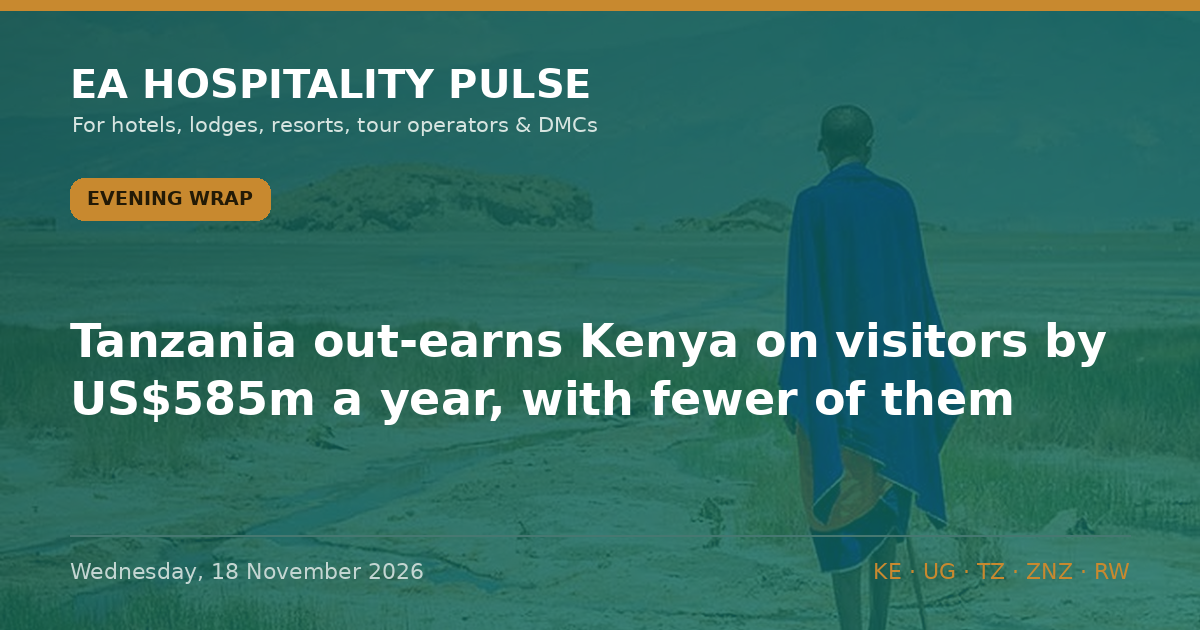 EA HOSPITALITY PULSE
For hotels, lodges, resorts, tour operators & DMCs
EVENING WRAP
Tanzania out-earns Kenya on visitors by
US$585m a year, with fewer of them
Wednesday, 18 November 2026
KE · UG · TZ · ZNZ · RW